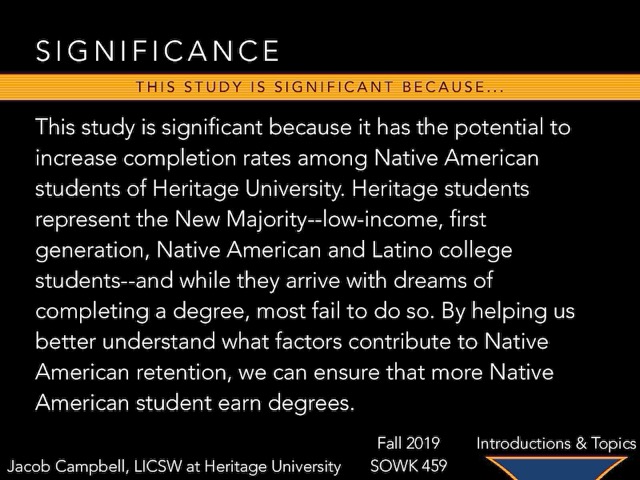 SIGNIFICANCE
THIS STUDY IS SIGNIFICANT BECAUSE...
This study is significant because it has the potential to
increase completion rates among Native American
students of Heritage University. Heritage students
represent the New Majority--low-income, first
generation, Native American and Latino college
students--and while they arrive with dreams of
completing a degree, most fail to do so. By helping us
better understand what factors contribute to Native
American retention, we can ensure that more Native
American student earn degrees.
Fall 2019 Introductions & Topics
Jacob Campbell, LICSW at Heritage University SOWK 459